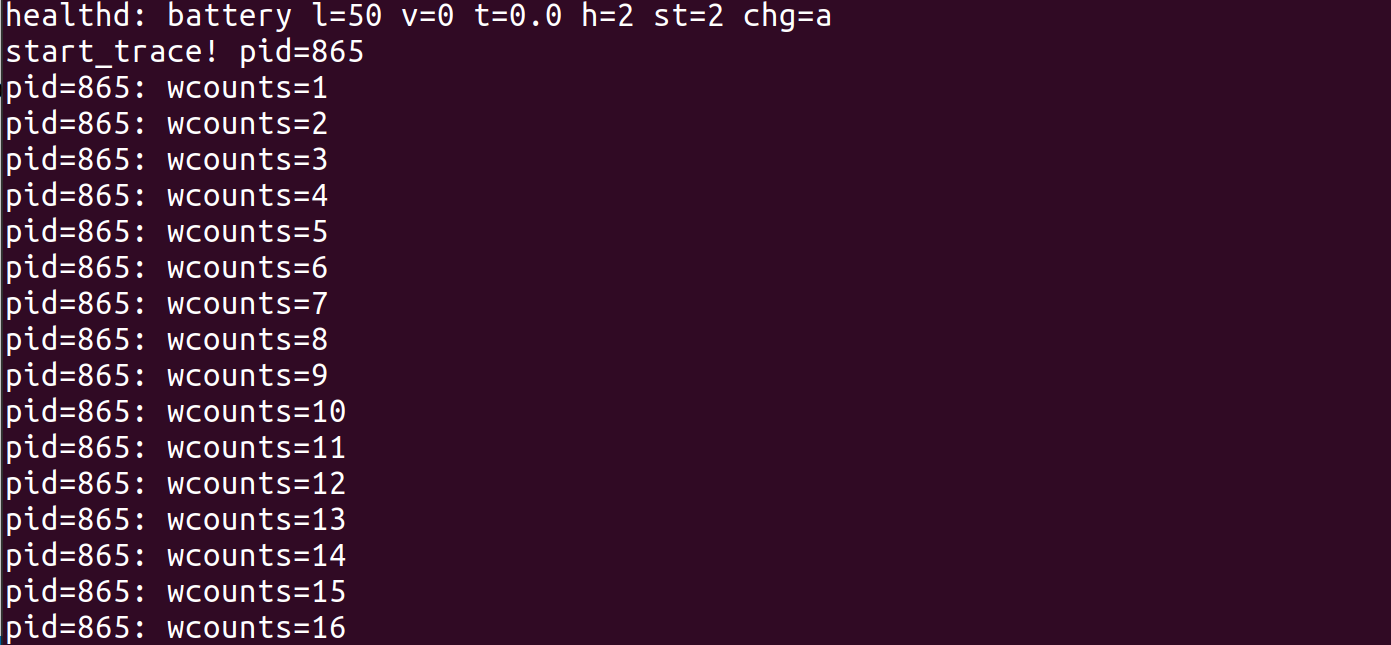 healthd: battery l=50 v=0 t=0.0 h=2 st=2 chg=a
start_trace! pid=865
pid=865: wcounts=1
pid=865: wcounts=2
pid=865: wcounts=3
pid=865: wcounts=4
pid=865: wcounts=5
pid=865: wcounts=6
pid=865: wcounts=7
pid=865: wcounts=8
pid=865: wcounts=9
pid=865: wcounts=10
pid=865: wcounts=11
pid=865: wcounts=12
pid=865: wcounts=13
pid=865: wcounts=14
pid=865: wcounts=15
pid=865: wcounts=16